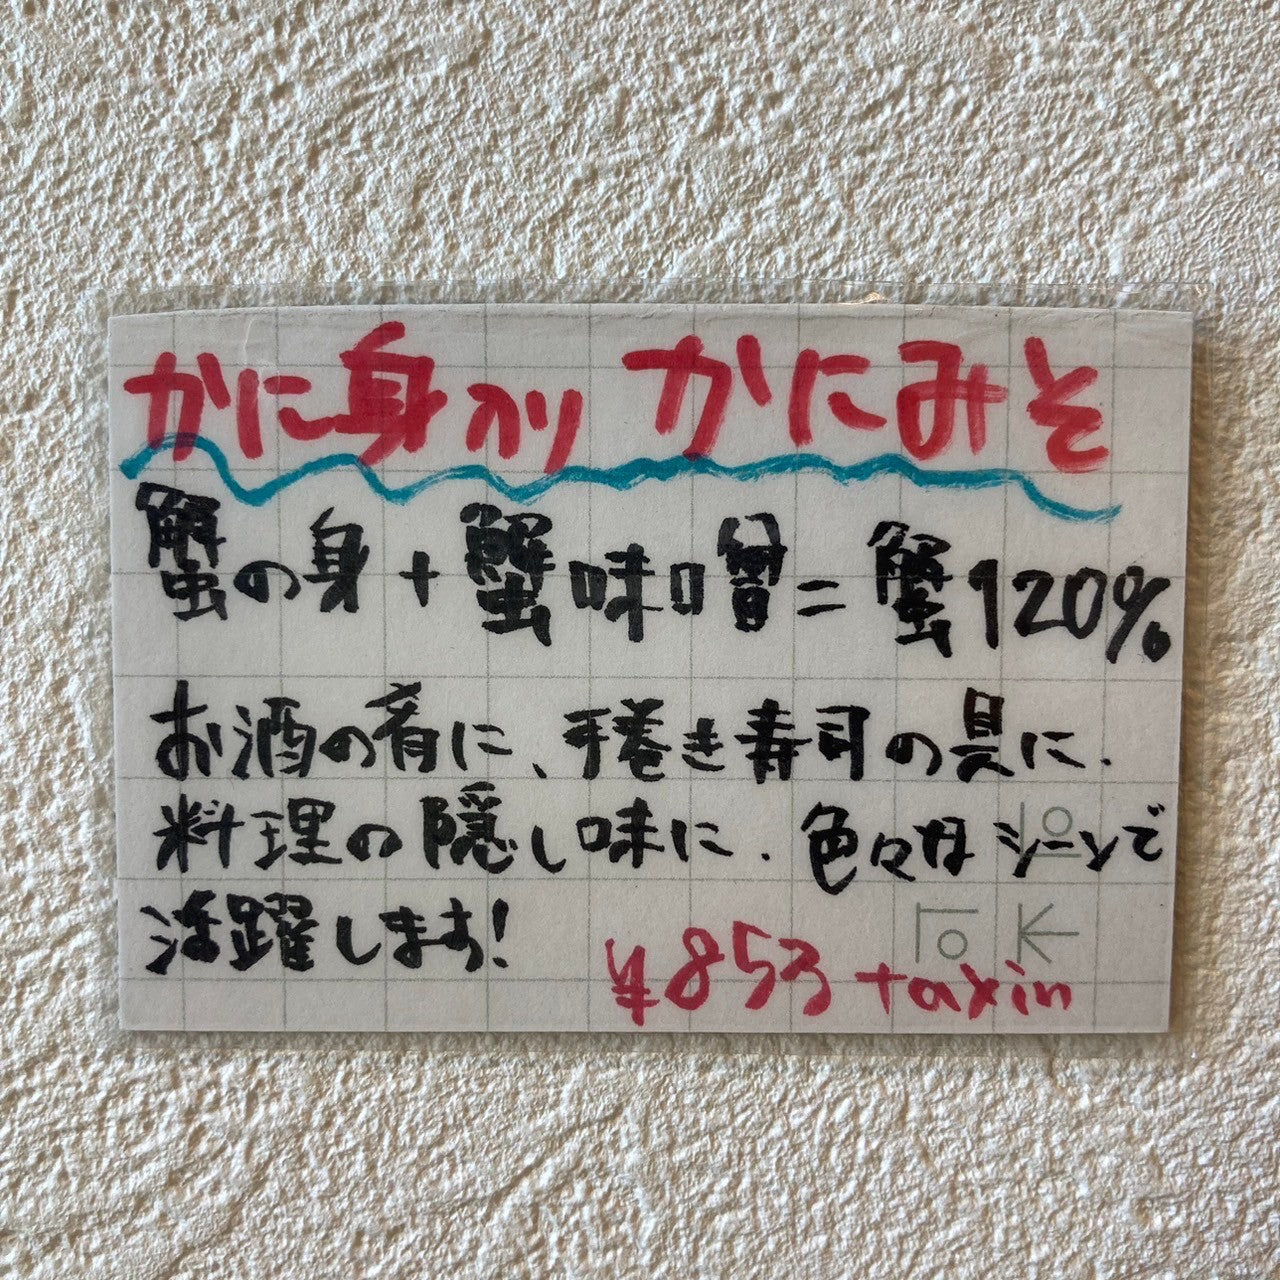 かに身入り かにみそ
蟹の身+蟹味噌=蟹120%
お酒の肴に、手巻き寿司の具に、
料理の隠し味に、色々なシーンで
活躍します!
¥853 taxin